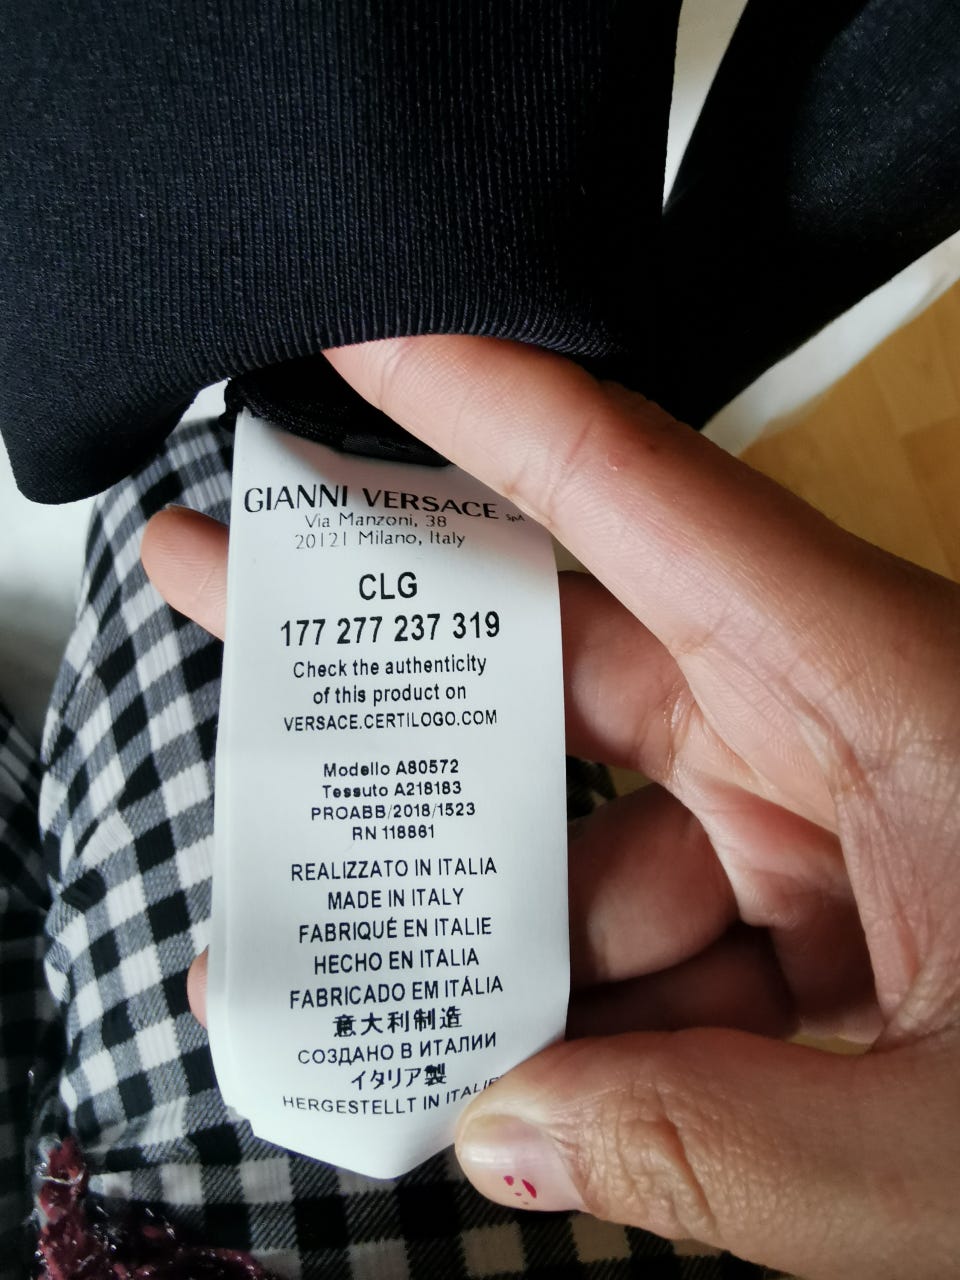 GIANNI VERSACE SpA
Via Manzoni, 38
20121 Milano, Italy
CLG
177 277 237 319
Check the authenticity
of this product on
VERSACE.CERTILOGO.COM
Modello A80572
Tessuto A218183
PROABB/2018/1523
RN 118861
REALIZZATO IN ITALIA
MADE IN ITALY
FABRIQUÉ EN ITALIE
HECHO EN ITALIA
FABRICADO EM ITÁLIA
意大利制造
СОЗДАНО В ИТАЛИИ
イタリア製
HERGESTELLT IN ITALIE